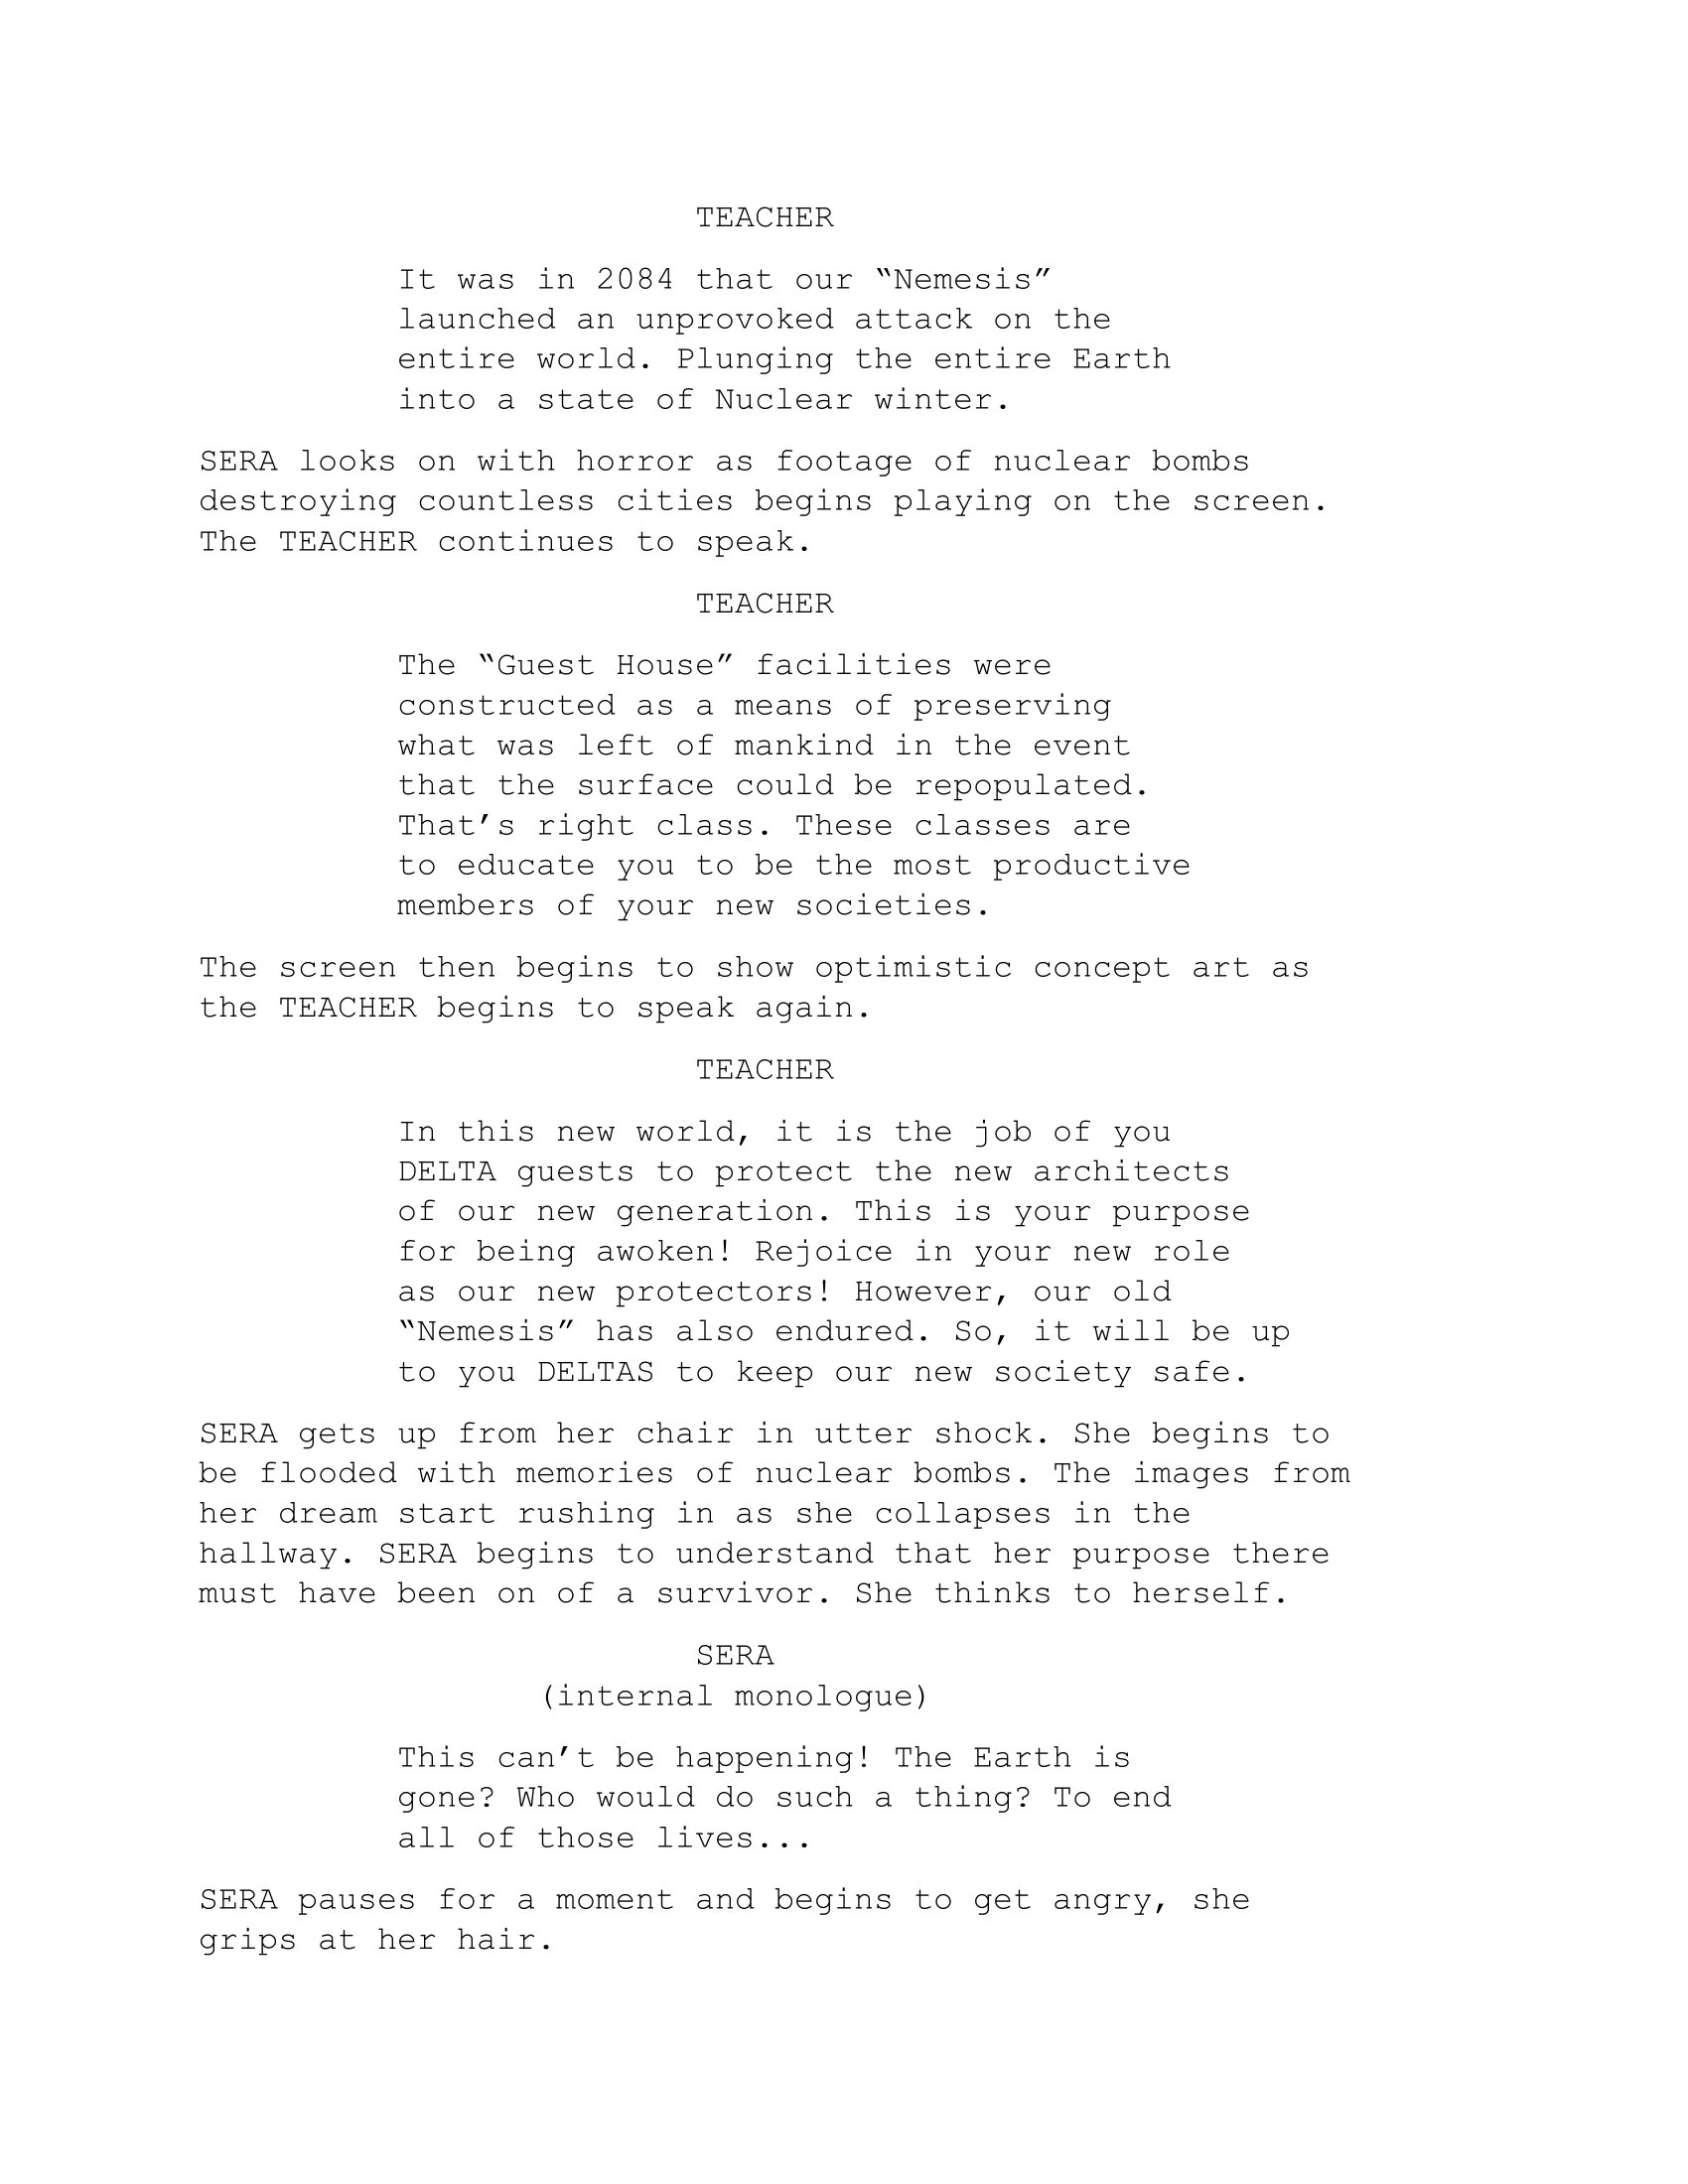 TEACHER
It was in 2084 that our “Nemesis”
launched an unprovoked attack on the
entire world. Plunging the entire Earth
into a state of Nuclear winter.
SERA looks on with horror as footage of nuclear bombs
destroying countless cities begins playing on the screen.
The TEACHER continues to speak.
TEACHER
The “Guest House” facilities were
constructed as a means of preserving
what was left of mankind in the event
that the surface could be repopulated.
That’s right class. These classes are
to educate you to be the most productive
members of your new societies.
The screen then begins to show optimistic concept art as
the TEACHER begins to speak again.
TEACHER
In this new world, it is the job of you
DELTA guests to protect the new architects
of our new generation. This is your purpose
for being awoken! Rejoice in your new role
as our new protectors! However, our old
“Nemesis” has also endured. So, it will be up
to you DELTAS to keep our new society safe.
SERA gets up from her chair in utter shock. She begins to
be flooded with memories of nuclear bombs. The images from
her dream start rushing in as she collapses in the
hallway. SERA begins to understand that her purpose there
must have been on of a survivor. She thinks to herself.
SERA
(internal monologue)
This can’t be happening! The Earth is
gone? Who would do such a thing? To end
all of those lives...
SERA pauses for a moment and begins to get angry, she
grips at her hair.